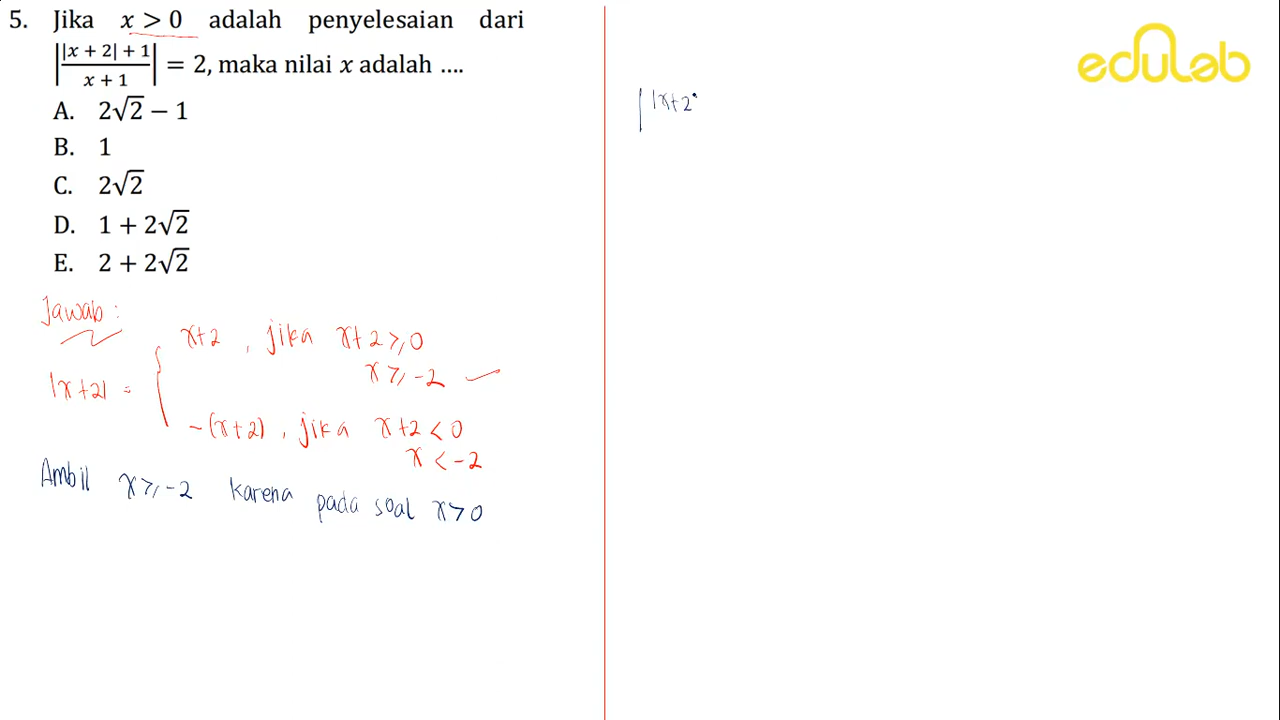 5. Jika x > 0 adalah penyelesaian dari
||x + 2| + 1 / x + 1| = 2, maka nilai x adalah ....
A. 2√2 − 1
B. 1
C. 2√2
D. 1 + 2√2
E. 2 + 2√2
Jawab :
x+2 , jika x+2 ≥ 0
x ≥ -2
|x+2| =
-(x+2) , jika x+2 < 0
x < -2
Ambil x ≥ -2 karena pada soal x > 0
edulab
| |x+2